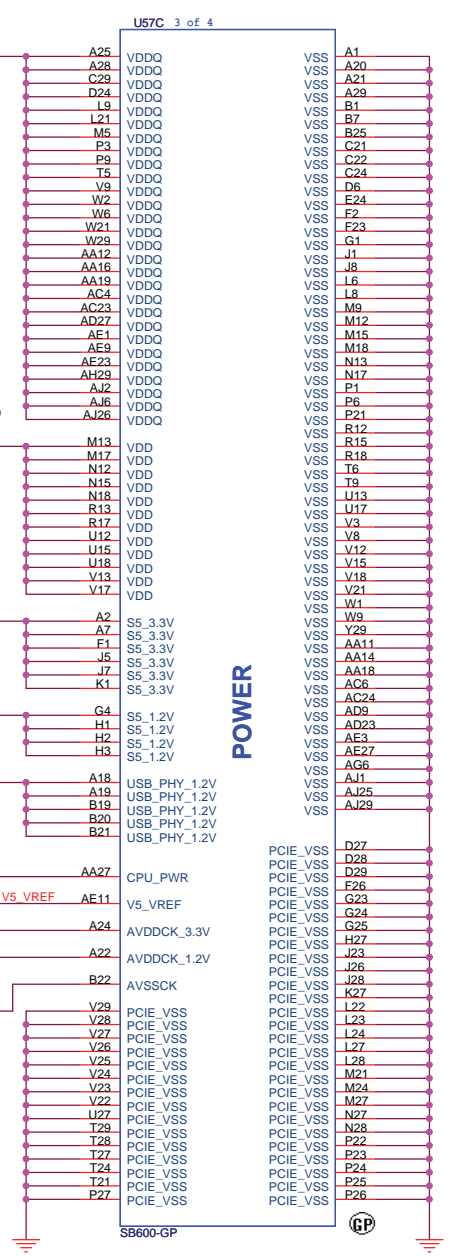 U57C 3 of 4
A25 VDDQ VSS A1
A28 VDDQ VSS A20
C29 VDDQ VSS A21
D24 VDDQ VSS A29
L9 VDDQ VSS B1
L21 VDDQ VSS B7
M5 VDDQ VSS B25
P3 VDDQ VSS C21
P9 VDDQ VSS C22
T5 VDDQ VSS C24
V9 VDDQ VSS D6
W2 VDDQ VSS E24
W6 VDDQ VSS F2
W21 VDDQ VSS F23
W29 VDDQ VSS G1
AA12 VDDQ VSS J1
AA16 VDDQ VSS J8
AA19 VDDQ VSS L6
AC4 VDDQ VSS L8
AC23 VDDQ VSS M9
AD27 VDDQ VSS M12
AE1 VDDQ VSS M15
AE9 VDDQ VSS M18
AE23 VDDQ VSS N13
AH29 VDDQ VSS N17
AJ2 VDDQ VSS P1
AJ6 VDDQ VSS P6
AJ26 VDDQ VSS P21
VSS R12
M13 VDD VSS R15
M17 VDD VSS R18
N12 VDD VSS T6
N15 VDD VSS T9
N18 VDD VSS U13
R13 VDD VSS U17
R17 VDD VSS V3
U12 VDD VSS V8
U15 VDD VSS V12
U18 VDD VSS V15
V13 VDD VSS V18
V17 VDD VSS V21
VSS W1
A2 S5_3.3V VSS W9
A7 S5_3.3V VSS Y29
F1 S5_3.3V VSS AA11
J5 S5_3.3V VSS AA14
J7 S5_3.3V VSS AA18
K1 S5_3.3V VSS AC6
VSS AC24
G4 S5_1.2V VSS AD9
H1 S5_1.2V VSS AD23
H2 S5_1.2V VSS AE3
H3 S5_1.2V VSS AE27
POWER
VSS AG6
A18 USB_PHY_1.2V VSS AJ1
A19 USB_PHY_1.2V VSS AJ25
B19 USB_PHY_1.2V VSS AJ29
B20 USB_PHY_1.2V
B21 USB_PHY_1.2V
PCIE_VSS D27
PCIE_VSS D28
AA27 CPU_PWR PCIE_VSS D29
PCIE_VSS F26
V5_VREF AE11 V5_VREF PCIE_VSS G23
PCIE_VSS G24
A24 AVDDCK_3.3V PCIE_VSS G25
PCIE_VSS H27
A22 AVDDCK_1.2V PCIE_VSS J23
PCIE_VSS J26
B22 AVSSCK PCIE_VSS J28
PCIE_VSS K27
V29 PCIE_VSS PCIE_VSS L22
V28 PCIE_VSS PCIE_VSS L23
V27 PCIE_VSS PCIE_VSS L24
V26 PCIE_VSS PCIE_VSS L27
V25 PCIE_VSS PCIE_VSS L28
V24 PCIE_VSS PCIE_VSS M21
V23 PCIE_VSS PCIE_VSS M24
V22 PCIE_VSS PCIE_VSS M27
U27 PCIE_VSS PCIE_VSS N27
T29 PCIE_VSS PCIE_VSS N28
T28 PCIE_VSS PCIE_VSS P22
T27 PCIE_VSS PCIE_VSS P23
T24 PCIE_VSS PCIE_VSS P24
T21 PCIE_VSS PCIE_VSS P25
P27 PCIE_VSS PCIE_VSS P26
SB600-GP
GP